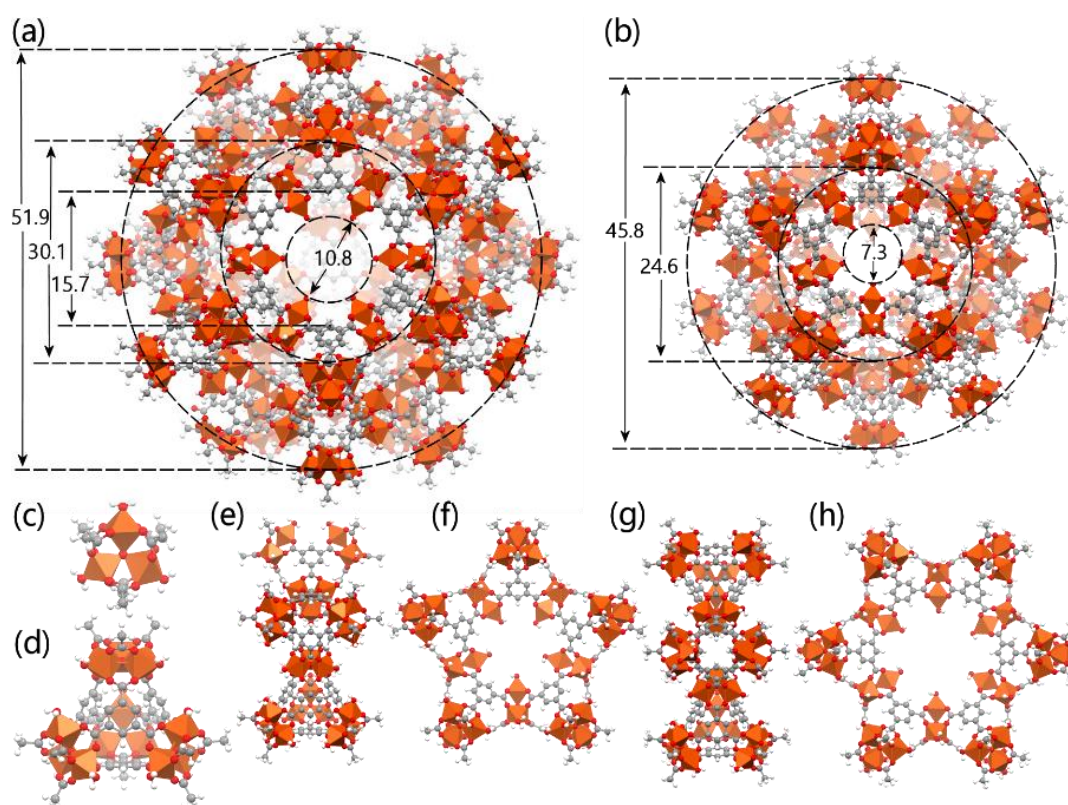 (a)
(b)
51.9
30.1
15.7
10.8
45.8
24.6
7.3
(c)
(d)
(e)
(f)
(g)
(h)